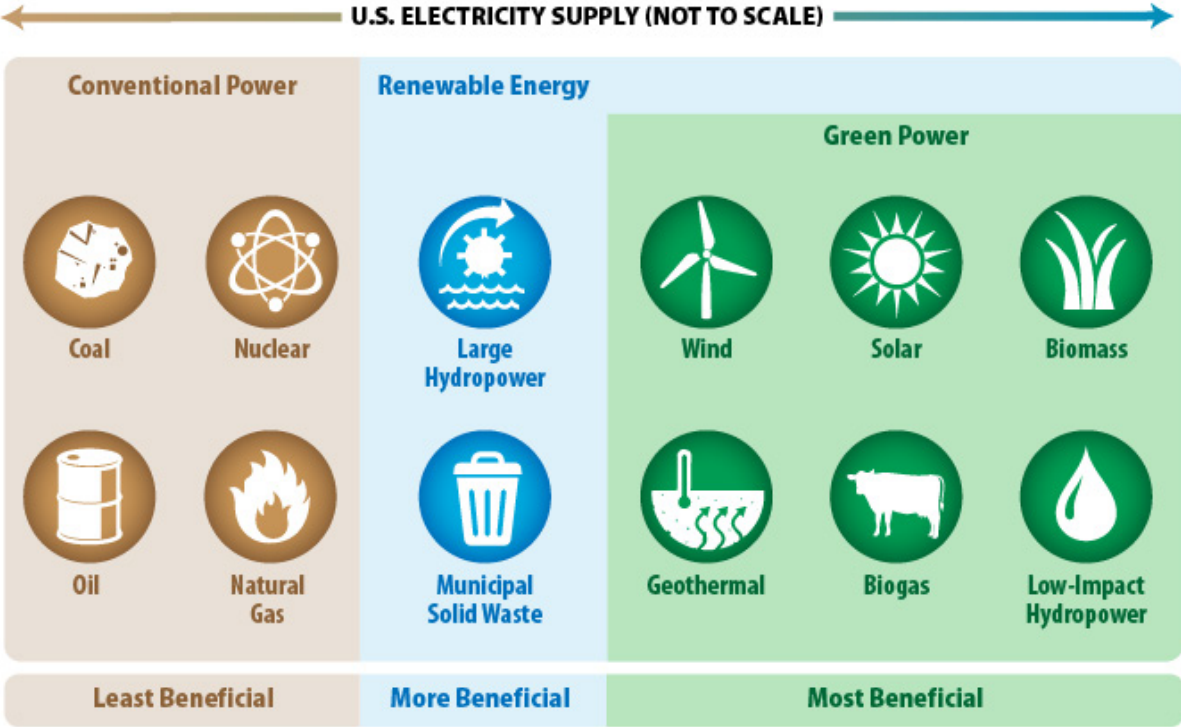 U.S. ELECTRICITY SUPPLY (NOT TO SCALE)
Conventional Power
Renewable Energy
Green Power
Coal
Nuclear
Large
Hydropower
Wind
Solar
Biomass
Oil
Natural
Gas
Municipal
Solid Waste
Geothermal
Biogas
Low-Impact
Hydropower
Least Beneficial
More Beneficial
Most Beneficial